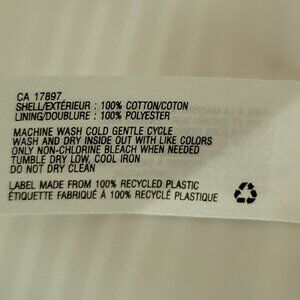 CA 17897
SHELL/EXTÉRIEUR : 100% COTTON/COTON
LINING/DOUBLURE : 100% POLYESTER
MACHINE WASH COLD GENTLE CYCLE
WASH AND DRY INSIDE OUT WITH LIKE COLORS
ONLY NON-CHLORINE BLEACH WHEN NEEDED
TUMBLE DRY LOW, COOL IRON
DO NOT DRY CLEAN
LABEL MADE FROM 100% RECYCLED PLASTIC
ÉTIQUETTE FABRIQUÉ À 100% RECYCLÉ PLASTIQUE